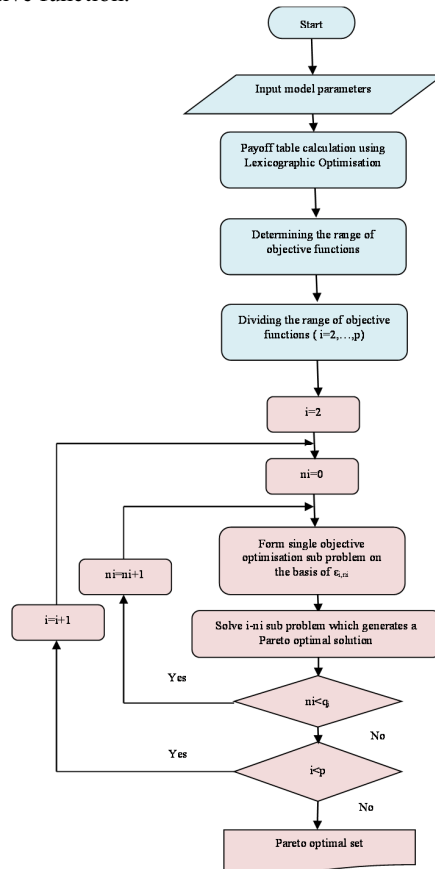 Start
Input model parameters
Payoff table calculation using
Lexicographic Optimisation
Determining the range of
objective functions
Dividing the range of objective
functions ( i=2,...,p)
i=2
ni=0
Form single objective
optimisation sub problem on
the basis of εi,ni
ni=ni+1
i=i+1
Solve i-ni sub problem which generates a
Pareto optimal solution
Yes
ni<qi
No
Yes
i<p
No
Pareto optimal set